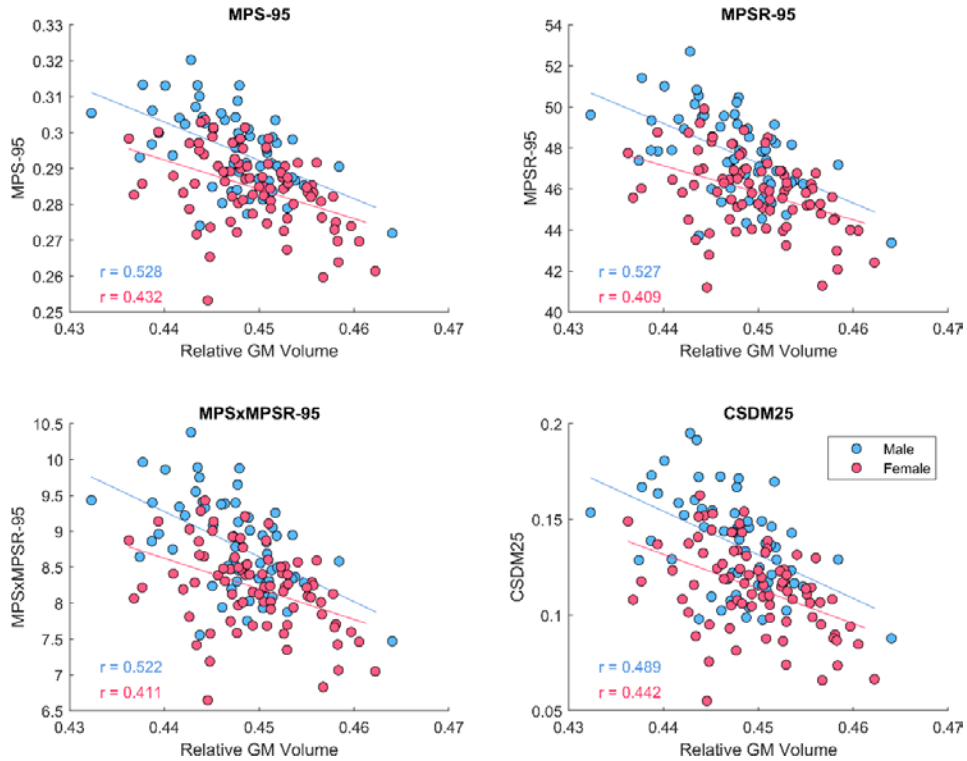 MPS-95
MPS-95
0.33
0.32
0.31
0.3
0.29
0.28
0.27
0.26
0.25
r = 0.528
r = 0.432
0.43 0.44 0.45 0.46 0.47
Relative GM Volume
MPSR-95
MPSR-95
54
52
50
48
46
44
42
40
r = 0.527
r = 0.409
0.43 0.44 0.45 0.46 0.47
Relative GM Volume
MPSxMPSR-95
MPSxMPSR-95
10.5
10
9.5
9
8.5
8
7.5
7
6.5
r = 0.522
r = 0.411
0.43 0.44 0.45 0.46 0.47
Relative GM Volume
CSDM25
CSDM25
0.2
0.15
0.1
0.05
Male
Female
r = 0.489
r = 0.442
0.43 0.44 0.45 0.46 0.47
Relative GM Volume